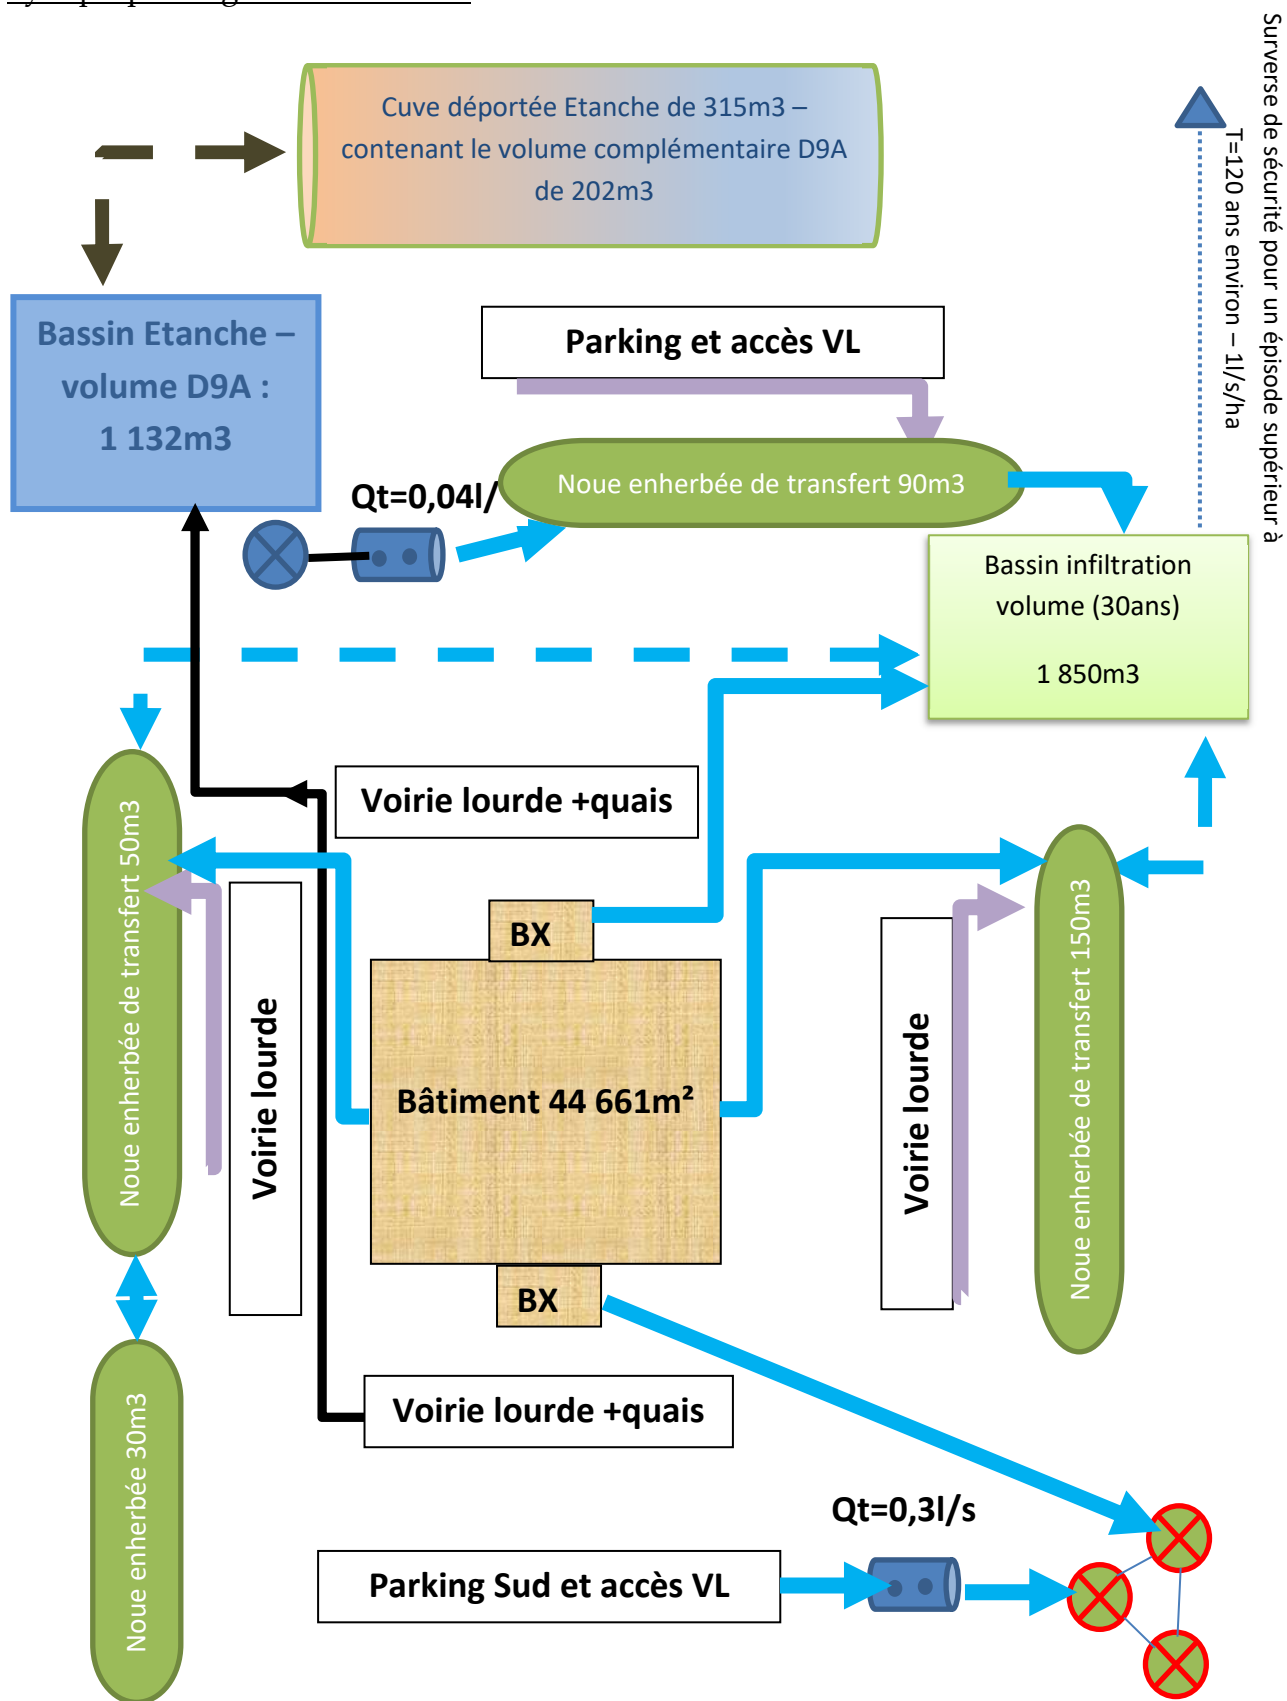 Cuve déportée Etanche de 315m3 –
contenant le volume complémentaire D9A
de 202m3
Surverse de sécurité pour un épisode supérieur à
T=120 ans environ – 1l/s/ha
Bassin Etanche –
volume D9A :
1 132m3
Parking et accès VL
Qt=0,04l/
Noue enherbée de transfert 90m3
Bassin infiltration
volume (30ans)
1 850m3
Voirie lourde +quais
Noue enherbée de transfert 50m3
Voirie lourde
BX
Bâtiment 44 661m²
BX
Voirie lourde
Noue enherbée de transfert 150m3
Noue enherbée 30m3
Voirie lourde +quais
Qt=0,3l/s
Parking Sud et accès VL